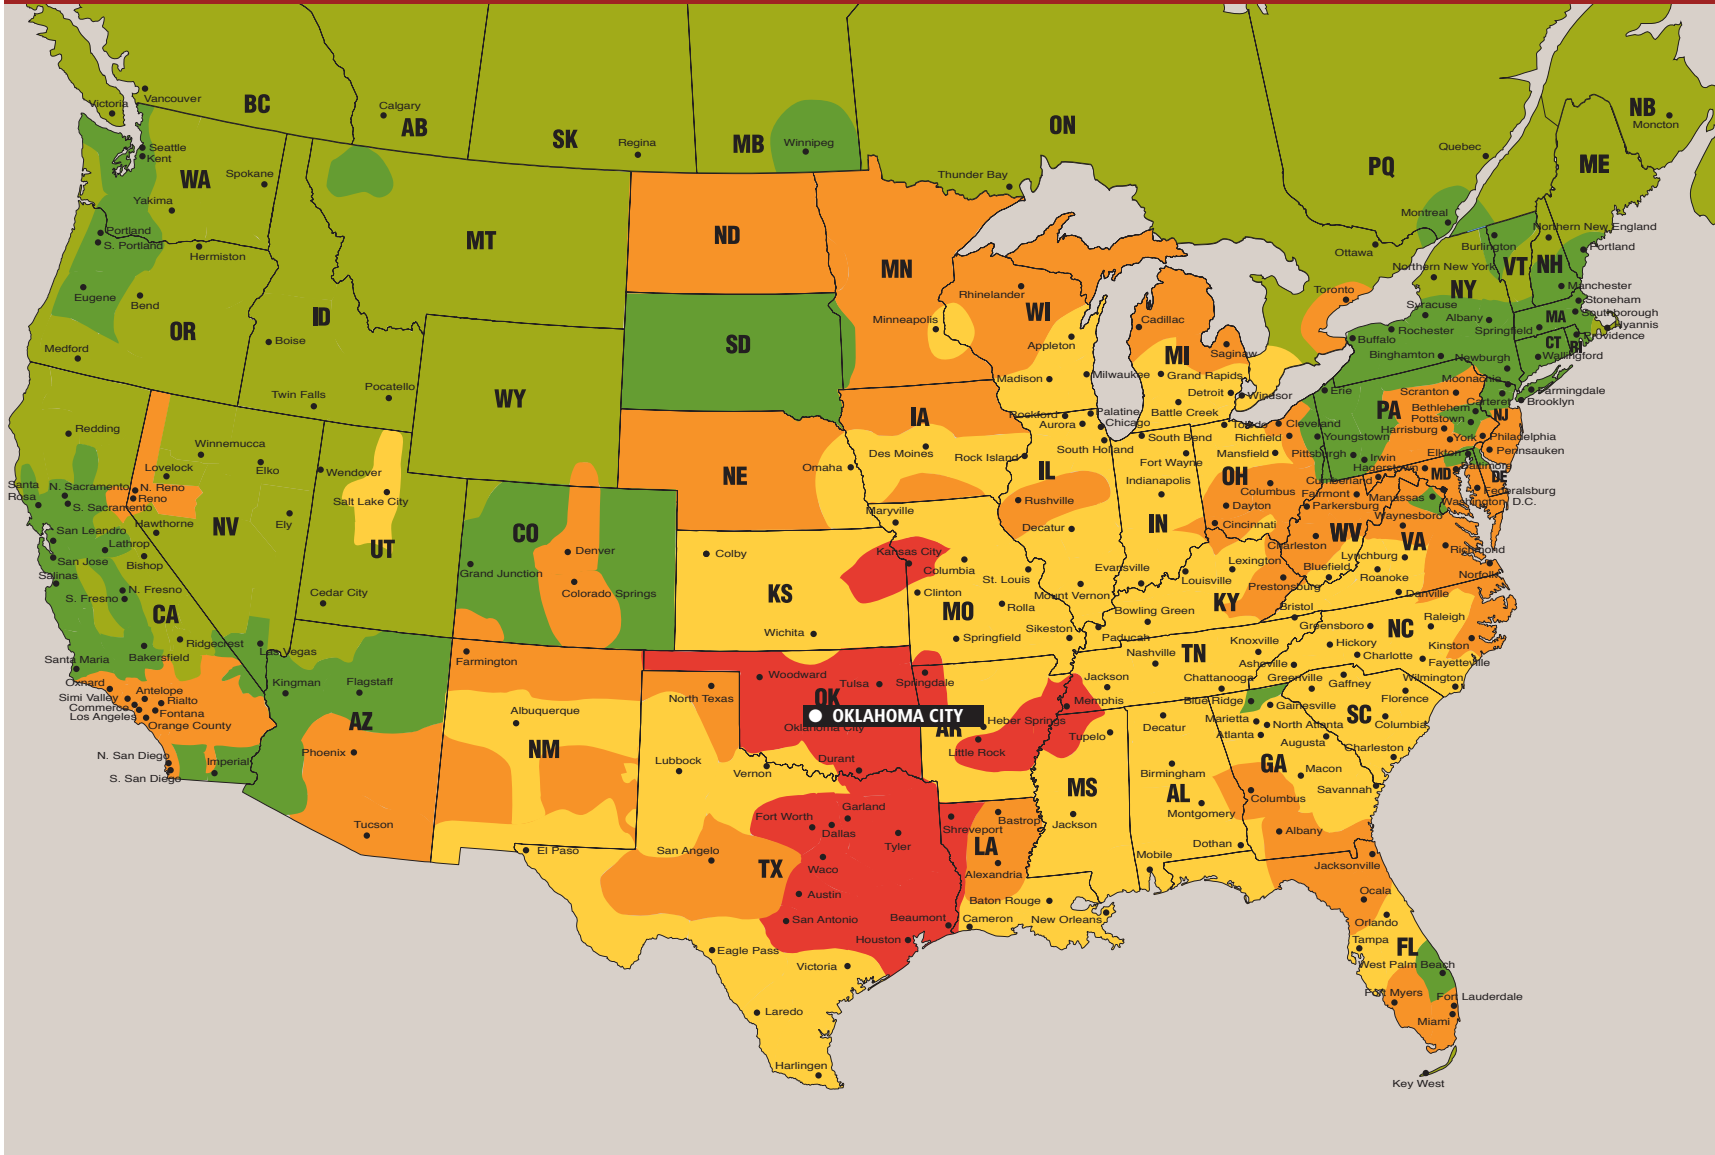 BC
AB
SK
MB
ON
PQ
NB
ME
Victoria
Vancouver
Calgary
Regina
Winnipeg
Thunder Bay
Quebec
Moncton
Montreal
Ottawa
Toronto
Seattle
Kent
WA
Spokane
Yakima
Portland
S. Portland
Hermiston
Eugene
Bend
OR
Medford
ID
Boise
Twin Falls
Pocatello
MT
WY
ND
SD
NE
MN
Minneapolis
WI
Rhinelander
Appleton
Madison
Milwaukee
MI
Cadillac
Saginaw
Grand Rapids
Detroit
Windsor
Battle Creek
IA
Des Moines
Omaha
Rock Island
Rockford
Aurora
Palatine
Chicago
South Holland
IL
Rushville
Decatur
Mount Vernon
IN
South Bend
Fort Wayne
Indianapolis
Evansville
OH
Toledo
Cleveland
Richfield
Mansfield
Youngstown
Columbus
Dayton
Cincinnati
Northern New England
Burlington
VT
NH
Portland
Manchester
Stoneham
Southborough
Hyannis
Providence
MA
CT
RI
Wallingford
Springfield
Northern New York
NY
Syracuse
Albany
Rochester
Buffalo
Binghamton
Newburgh
Moonachie
Farmingdale
Brooklyn
Carteret
NJ
Erie
PA
Scranton
Bethlehem
Pottstown
Harrisburg
York
Philadelphia
Pennsauken
Pittsburgh
Irwin
Hagerstown
Elkton
Baltimore
MD
DE
Cumberland
Federalsburg
Washington, D.C.
Manassas
Fairmont
Parkersburg
WV
Charleston
Bluefield
Waynesboro
VA
Richmond
Lynchburg
Roanoke
Norfolk
Danville
Redding
Santa
Rosa
N. Sacramento
S. Sacramento
San Leandro
Lathrop
San Jose
Salinas
Bishop
N. Fresno
S. Fresno
CA
Ridgecrest
Bakersfield
Santa Maria
Oxnard
Simi Valley
Commerce
Los Angeles
Antelope
Rialto
Fontana
Orange County
N. San Diego
S. San Diego
Imperial
Winnemucca
Lovelock
Elko
N. Reno
Reno
Hawthorne
NV
Ely
Las Vegas
Wendover
Salt Lake City
UT
Cedar City
CO
Denver
Grand Junction
Colorado Springs
Kingman
Flagstaff
AZ
Phoenix
Tucson
Farmington
Albuquerque
NM
Colby
KS
Wichita
Maryville
Kansas City
Columbia
St. Louis
Clinton
MO
Rolla
Springfield
Sikeston
Louisville
Lexington
Prestonsburg
KY
Bowling Green
Paducah
Bristol
Nashville
TN
Knoxville
Chattanooga
Jackson
Memphis
Greensboro
Raleigh
NC
Hickory
Charlotte
Kinston
Fayetteville
Asheville
Wilmington
Greenville
Gaffney
Florence
SC
Columbia
Charleston
Woodward
Tulsa
OK
OKLAHOMA CITY
Oklahoma City
Durant
Springdale
AR
Heber Springs
Little Rock
North Texas
Lubbock
Vernon
Fort Worth
Garland
Dallas
Tyler
El Paso
San Angelo
TX
Waco
Austin
San Antonio
Beaumont
Houston
Eagle Pass
Victoria
Laredo
Harlingen
Shreveport
Bastrop
LA
Alexandria
Baton Rouge
Cameron
New Orleans
Tupelo
MS
Jackson
Decatur
Birmingham
AL
Montgomery
Dothan
Mobile
Blue Ridge
Gainesville
Marietta
North Atlanta
Atlanta
Augusta
GA
Macon
Savannah
Columbus
Albany
Jacksonville
Ocala
Orlando
Tampa
FL
West Palm Beach
Fort Myers
Fort Lauderdale
Miami
Key West